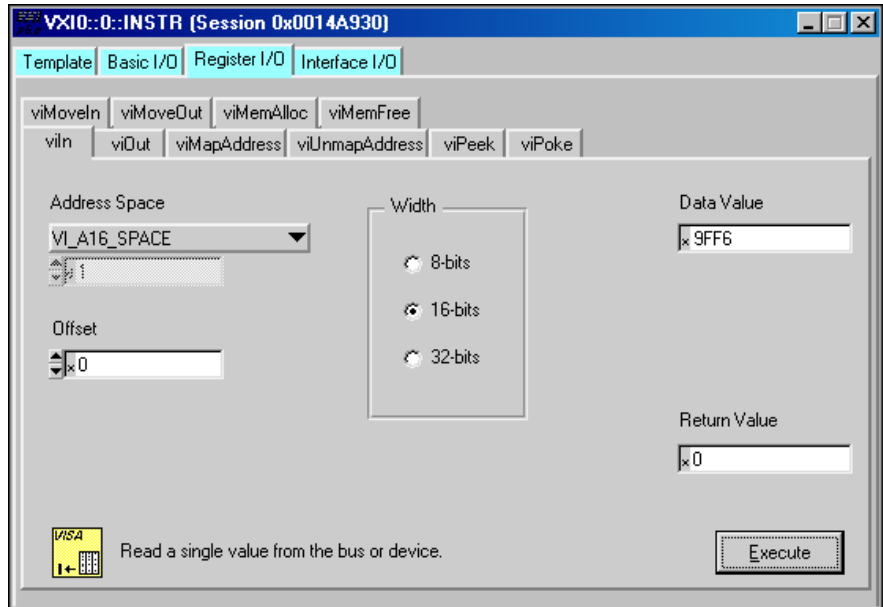 VXI0::0::INSTR (Session 0x0014A930)
Template Basic I/O Register I/O Interface I/O
viMoveIn viMoveOut viMemAlloc viMemFree
viIn viOut viMapAddress viUnmapAddress viPeek viPoke
Address Space Width Data Value
VI_A16_SPACE x 9FF6
1 8-bits
16-bits
Offset
x 0 32-bits
Return Value
x 0
VISA
Read a single value from the bus or device. Execute